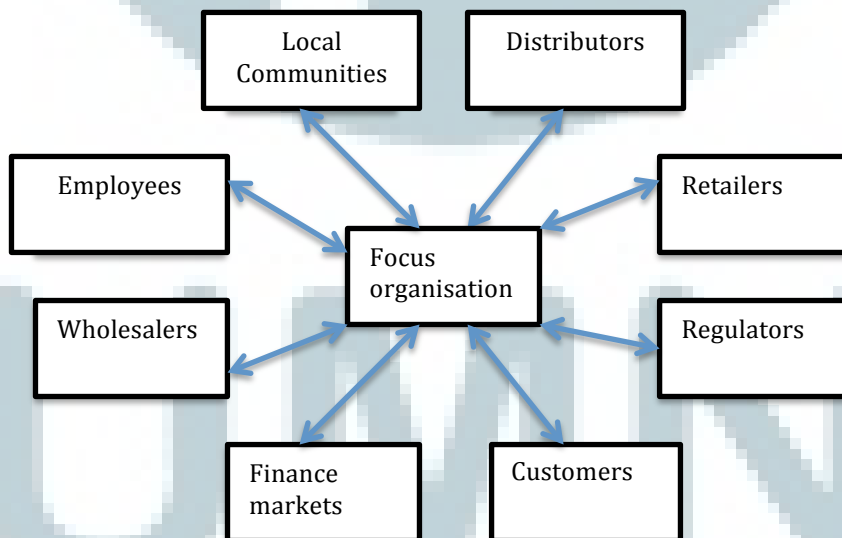 Local
Communities
Distributors
Employees
Retailers
Focus
organisation
Wholesalers
Regulators
Finance
markets
Customers